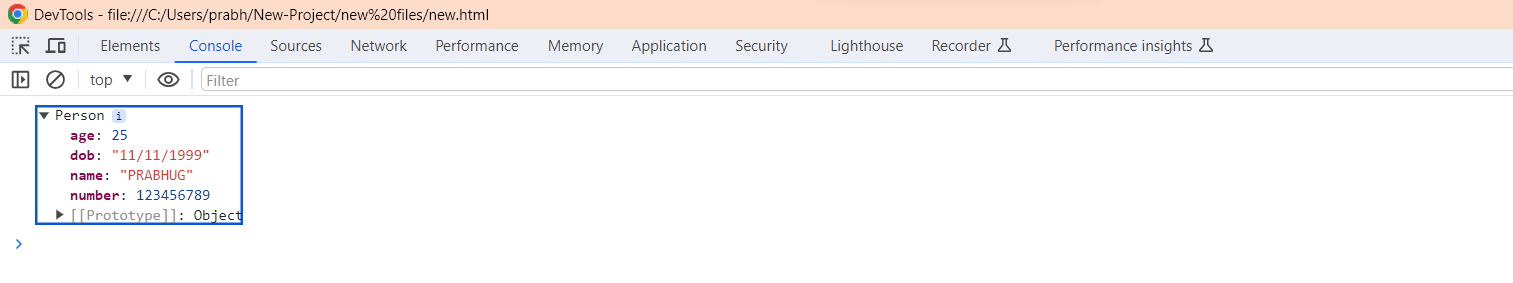 DevTools - file:///C:/Users/prabh/New-Project/new%20files/new.html
Elements Console Sources Network Performance Memory Application Security Lighthouse Recorder Performance insights
top Filter
Person i
age: 25
dob: "11/11/1999"
name: "PRABHUG"
number: 123456789
[[Prototype]]: Object